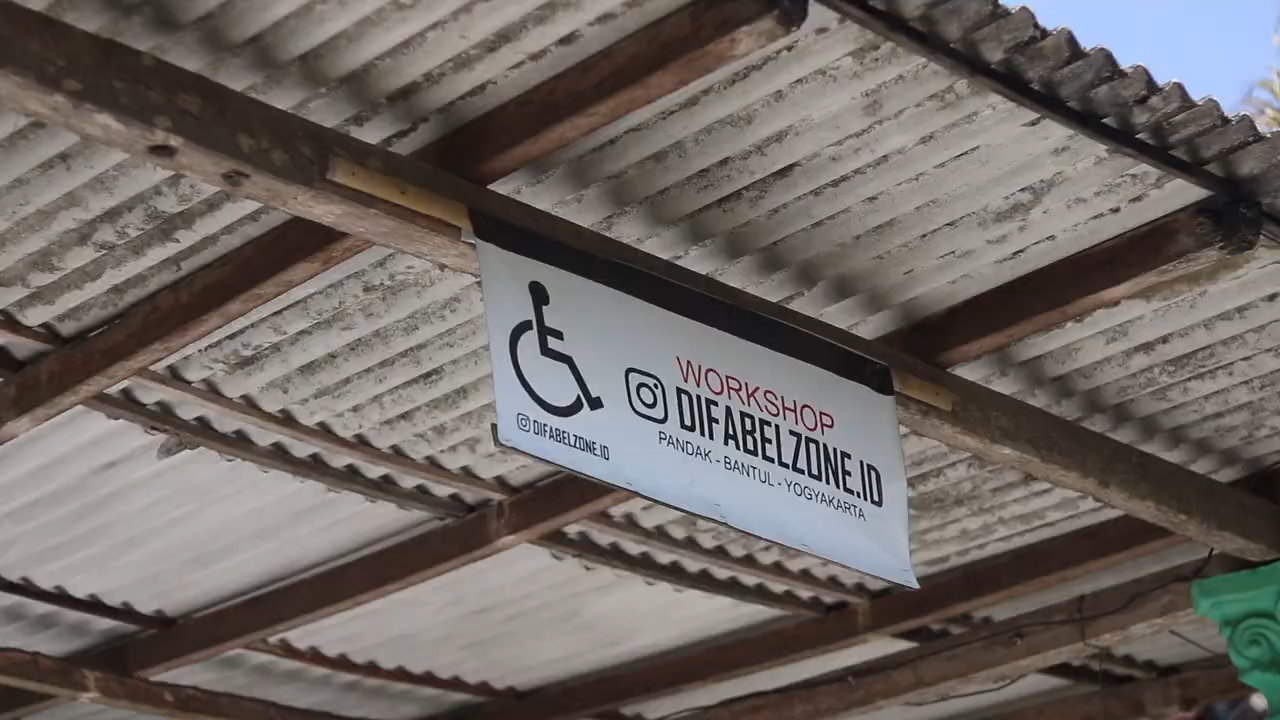 WORKSHOP
DIFABELZONE.ID
PANDAK - BANTUL - YOGYAKARTA
DIFABELZONE.ID